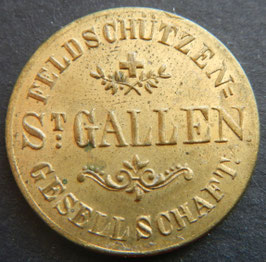 FELDSCHÜTZEN=
ST: GALLEN
GESELLSCHAFT.